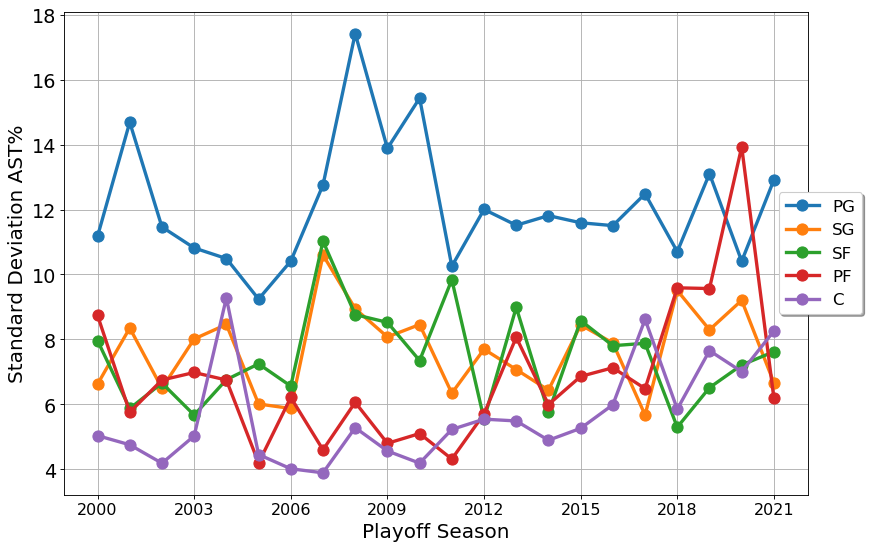 Standard Deviation AST%
18
16
14
12
10
8
6
4
2000 2003 2006 2009 2012 2015 2018 2021
Playoff Season
PG
SG
SF
PF
C